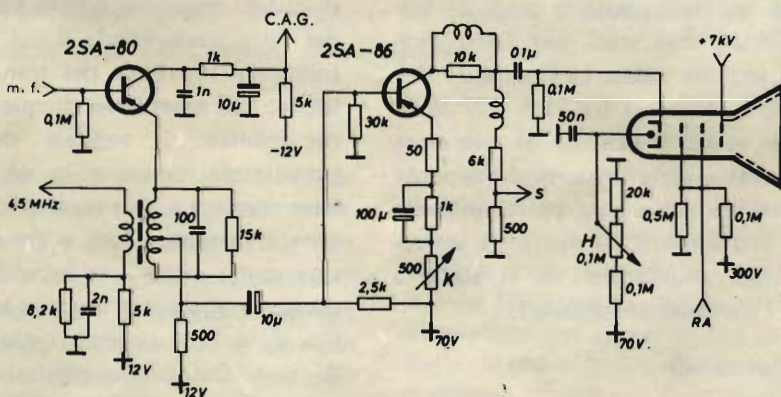 C.A.G.
2SA-80
2SA-86
+7kV
m. f.
1k
1n
10μ
5k
-12V
0,1M
10k
0.1μ
0,1M
30k
50
6k
S
500
50n
20k
H
0,1M
0,1M
0,5M
0,1M
300V
RA
4,5 MHz
100
15k
100μ
1k
500
K
8,2k
2n
5k
500
10μ
2,5k
12V
12V
70V
70V